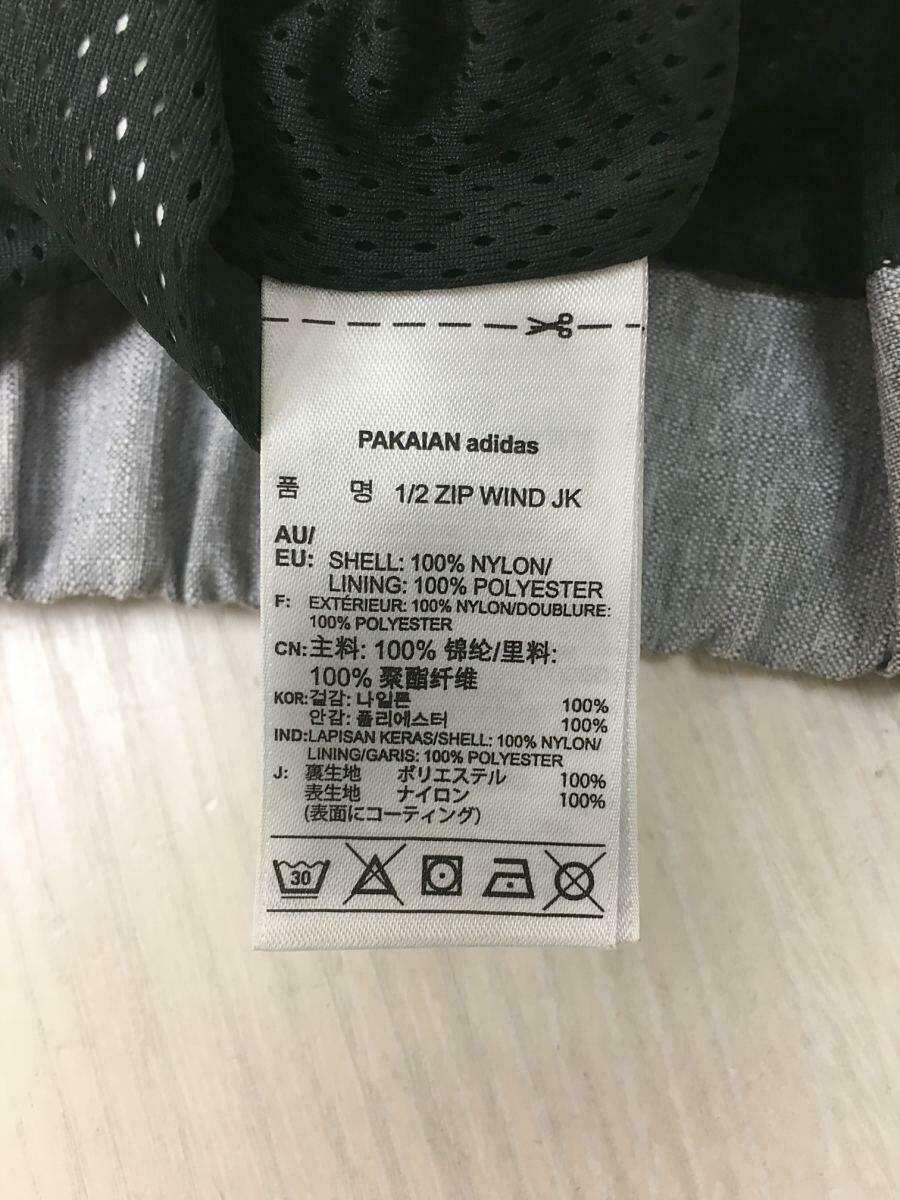 PAKAIAN adidas
품 명 1/2 ZIP WIND JK
AU/
EU: SHELL: 100% NYLON/
LINING: 100% POLYESTER
F: EXTÉRIEUR: 100% NYLON/DOUBLURE:
100% POLYESTER
CN: 主料: 100% 锦纶/里料:
100% 聚酯纤维
KOR: 겉감: 나일론 100%
안감: 폴리에스터 100%
IND: LAPISAN KERAS/SHELL: 100% NYLON/
LINING/GARIS: 100% POLYESTER
J: 裏生地 ポリエステル 100%
表生地 ナイロン 100%
(表面にコーティング)
30